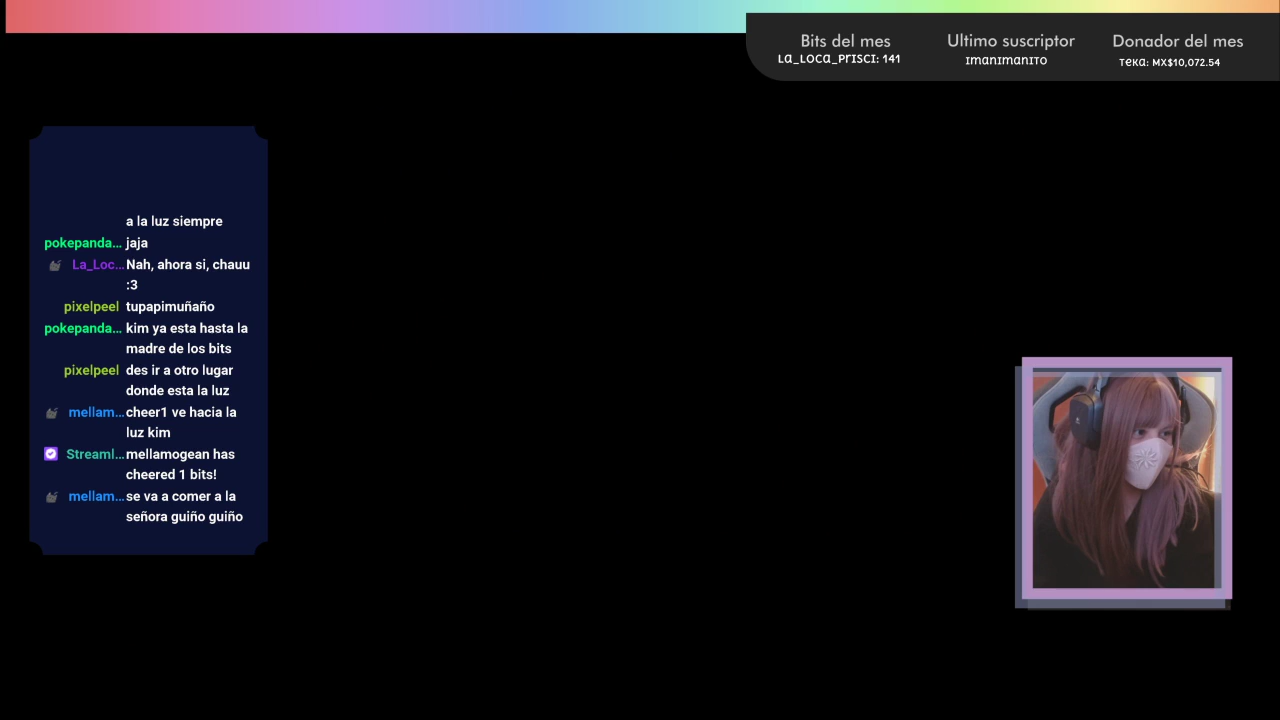 Bits del mes
La_Loca_Prisci: 141
Ultimo suscriptor
imanimanito
Donador del mes
Teka: MX$10,072.54
a la luz siempre
pokepanda... jaja
La_Loc... Nah, ahora si, chauu
:3
pixelpeel tupapimuñaño
pokepanda... kim ya esta hasta la
madre de los bits
pixelpeel des ir a otro lugar
donde esta la luz
mellam... cheer1 ve hacia la
luz kim
Streaml... mellamogean has
cheered 1 bits!
mellam... se va a comer a la
señora guiño guiño